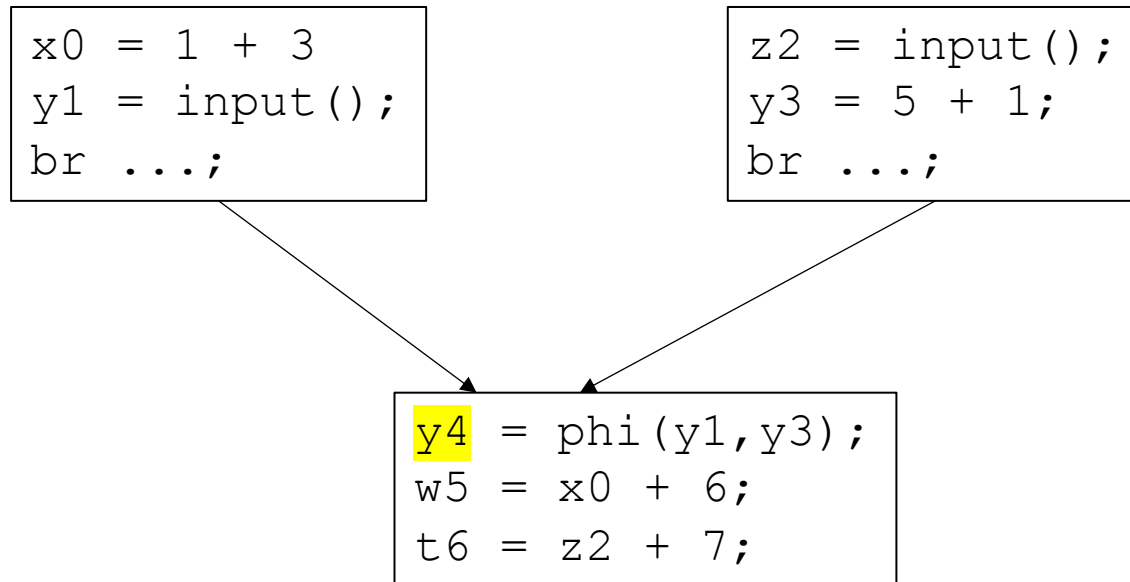 x0 = 1 + 3
y1 = input();
br ...;
z2 = input();
y3 = 5 + 1;
br ...;
y4 = phi(y1,y3);
w5 = x0 + 6;
t6 = z2 + 7;